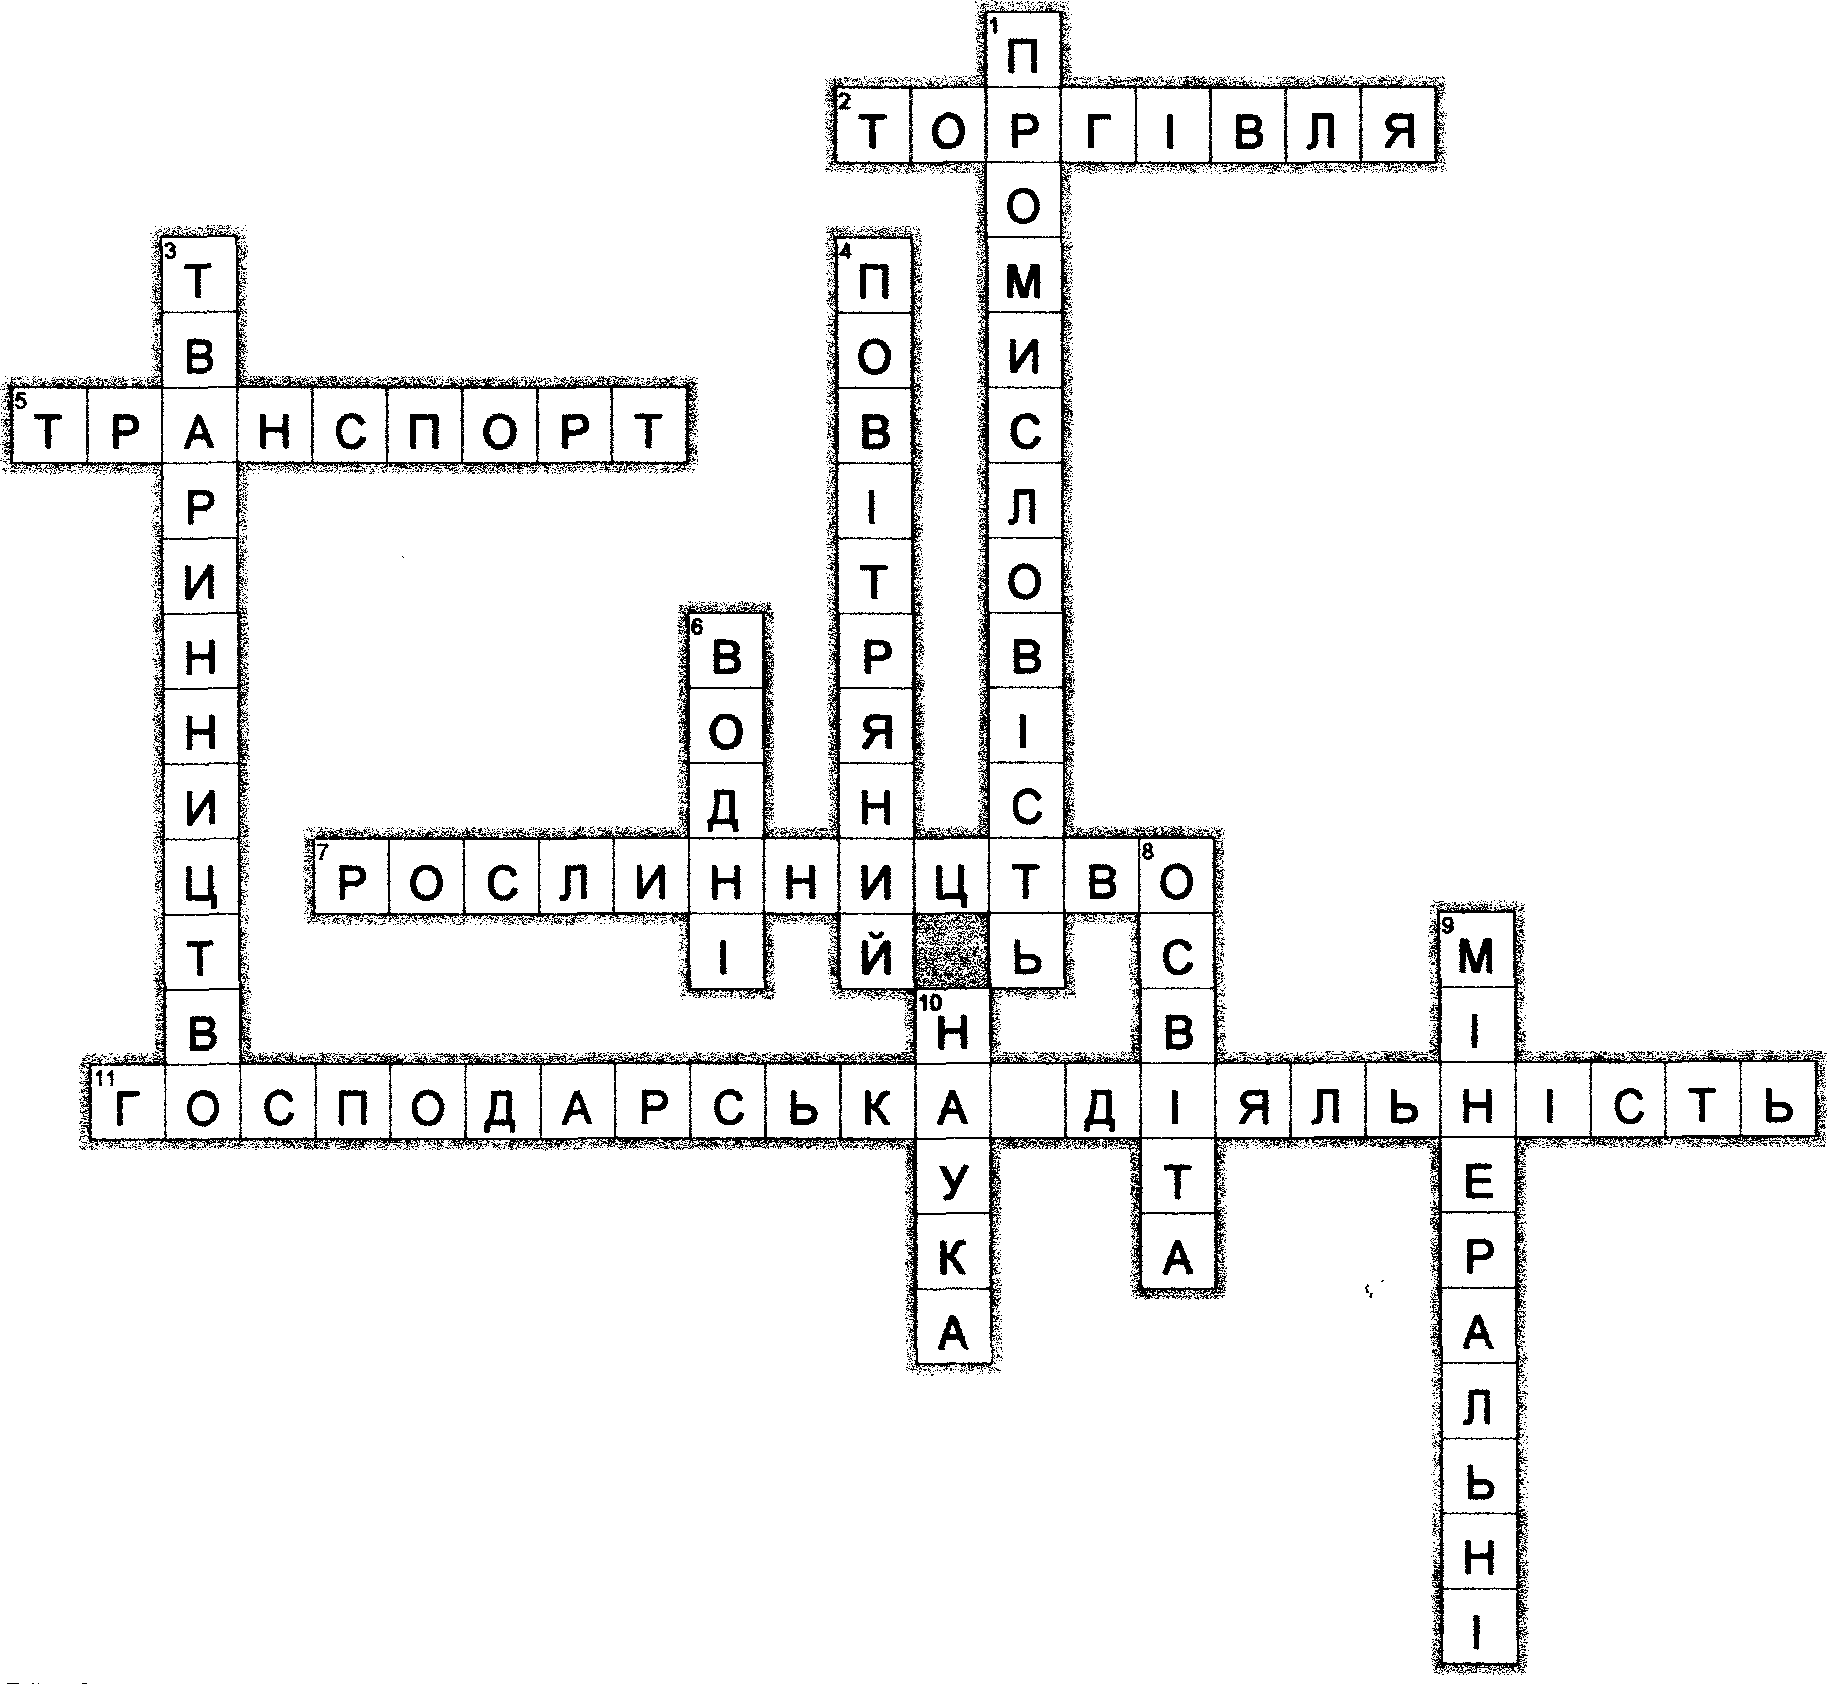 1 ПРОМИСЛОВІСТЬ
2 ТОРГІВЛЯ
3 ТВАРИННИЦТВО
4 ПОВІТРЯНИЙ
5 ТРАНСПОРТ
6 ВОДНІ
7 РОСЛИННИЦТВО
8 ОСВІТА
9 МІНЕРАЛЬНІ
10 НАУКА
11 ГОСПОДАРСЬКА ДІЯЛЬНІСТЬ